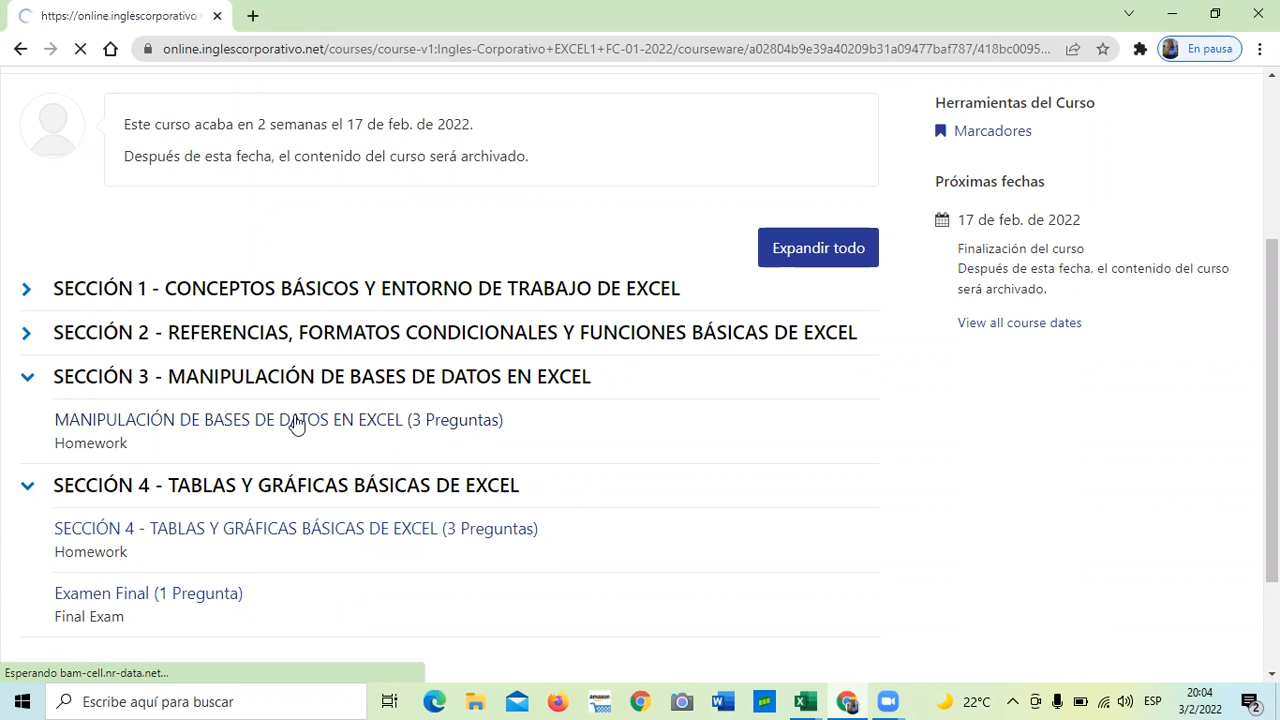 https://online.inglescorporativo.
online.inglescorporativo.net/courses/course-v1:Ingles-Corporativo+EXCEL1+FC-01-2022/courseware/a02804b9e39a40209b31a09477baf787/418bc0095...
En pausa
Este curso acaba en 2 semanas el 17 de feb. de 2022.
Después de esta fecha, el contenido del curso será archivado.
Herramientas del Curso
Marcadores
Próximas fechas
17 de feb. de 2022
Finalización del curso
Después de esta fecha, el contenido del curso
será archivado.
View all course dates
Expandir todo
SECCIÓN 1 - CONCEPTOS BÁSICOS Y ENTORNO DE TRABAJO DE EXCEL
SECCIÓN 2 - REFERENCIAS, FORMATOS CONDICIONALES Y FUNCIONES BÁSICAS DE EXCEL
SECCIÓN 3 - MANIPULACIÓN DE BASES DE DATOS EN EXCEL
MANIPULACIÓN DE BASES DE DATOS EN EXCEL (3 Preguntas)
Homework
SECCIÓN 4 - TABLAS Y GRÁFICAS BÁSICAS DE EXCEL
SECCIÓN 4 - TABLAS Y GRÁFICAS BÁSICAS DE EXCEL (3 Preguntas)
Homework
Examen Final (1 Pregunta)
Final Exam
Esperando bam-cell.nr-data.net...
Escribe aquí para buscar
amazon
22°C
ESP
20:04
3/2/2022
2